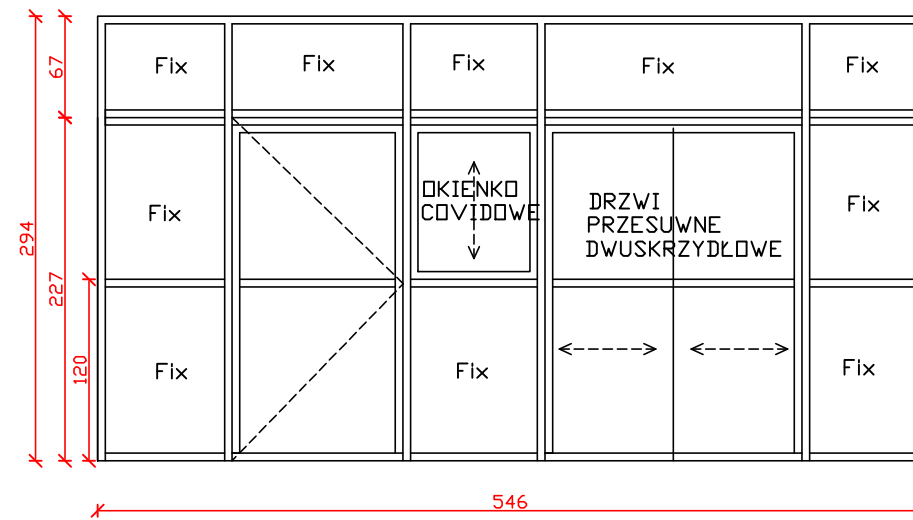 Fix
Fix
Fix
Fix
Fix
67
OKIENKO
COVIDOWE
DRZWI
PRZESUWNE
DWUSKRZYDŁOWE
Fix
Fix
294
227
120
Fix
Fix
Fix
546